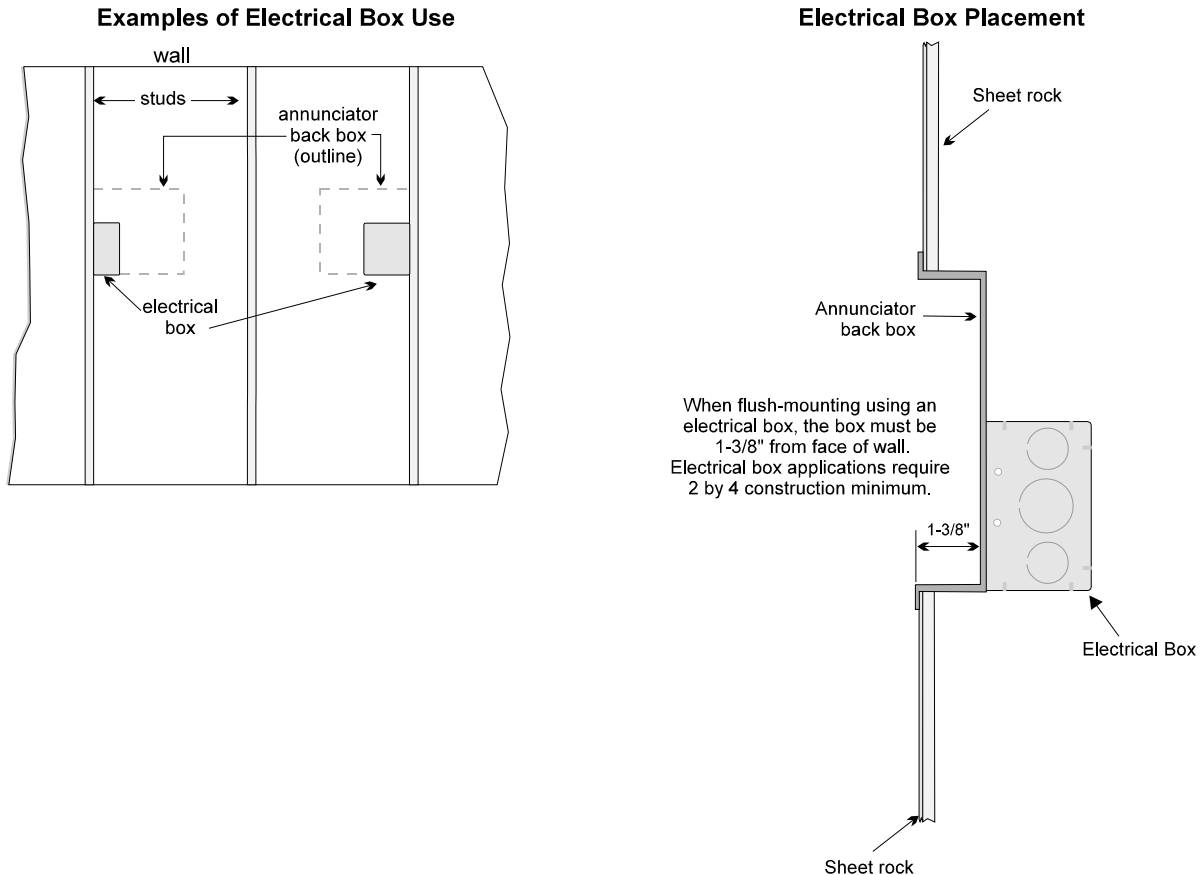 Examples of Electrical Box Use
wall
studs
annunciator
back box
(outline)
electrical
box
Electrical Box Placement
Sheet rock
Annunciator
back box
When flush-mounting using an
electrical box, the box must be
1-3/8" from face of wall.
Electrical box applications require
2 by 4 construction minimum.
1-3/8"
Electrical Box
Sheet rock